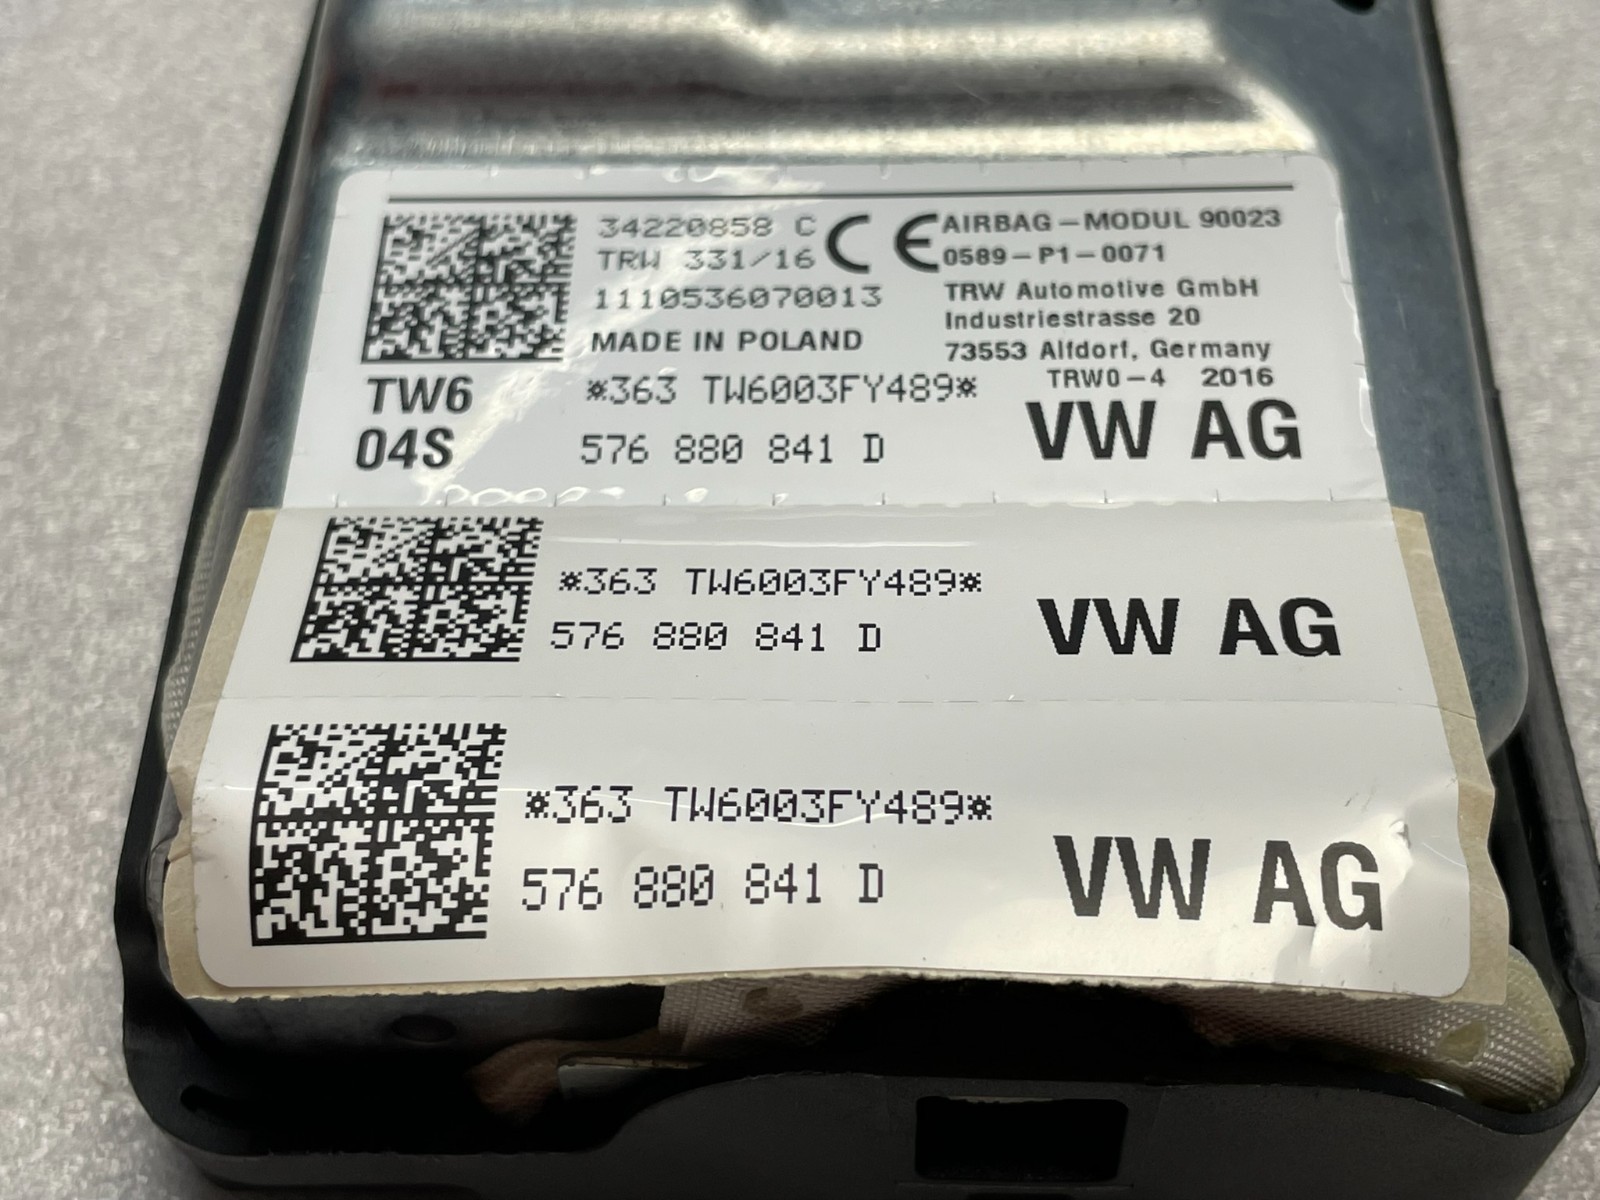 34220858 C
TRW 331/16
1110536070013
MADE IN POLAND
CE
AIRBAG-MODUL 90023
0589-P1-0071
TRW Automotive GmbH
Industriestrasse 20
73553 Alfdorf, Germany
TRW0-4 2016
TW6
04S
*363 TW6003FY489*
576 880 841 D
VW AG
*363 TW6003FY489*
576 880 841 D
VW AG
*363 TW6003FY489*
576 880 841 D
VW AG